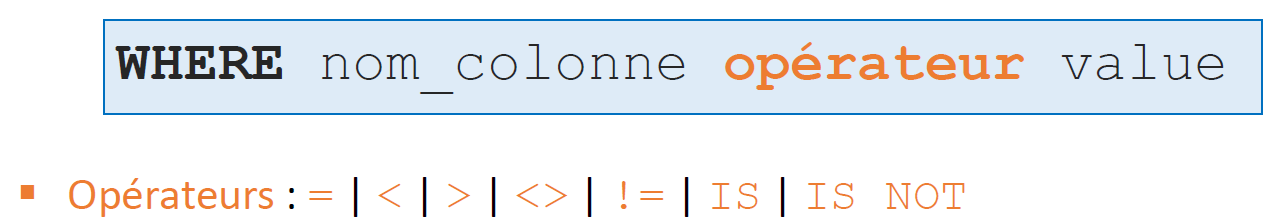 WHERE nom_colonne opérateur value
▪ Opérateurs : = | < | > | <> | != | IS | IS NOT